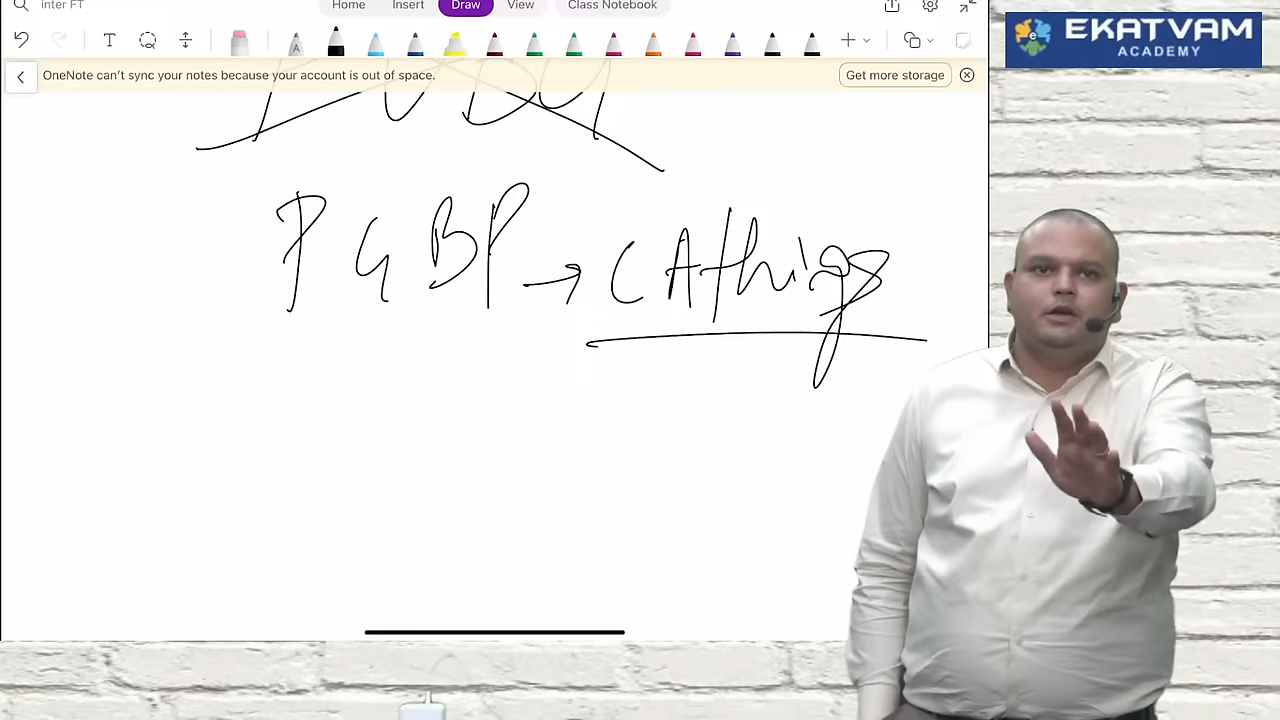 inter FT
Home Insert Draw View Class Notebook
EKATVAM
ACADEMY
T
A
OneNote can't sync your notes because your account is out of space.
Get more storage
PGBP → CA things